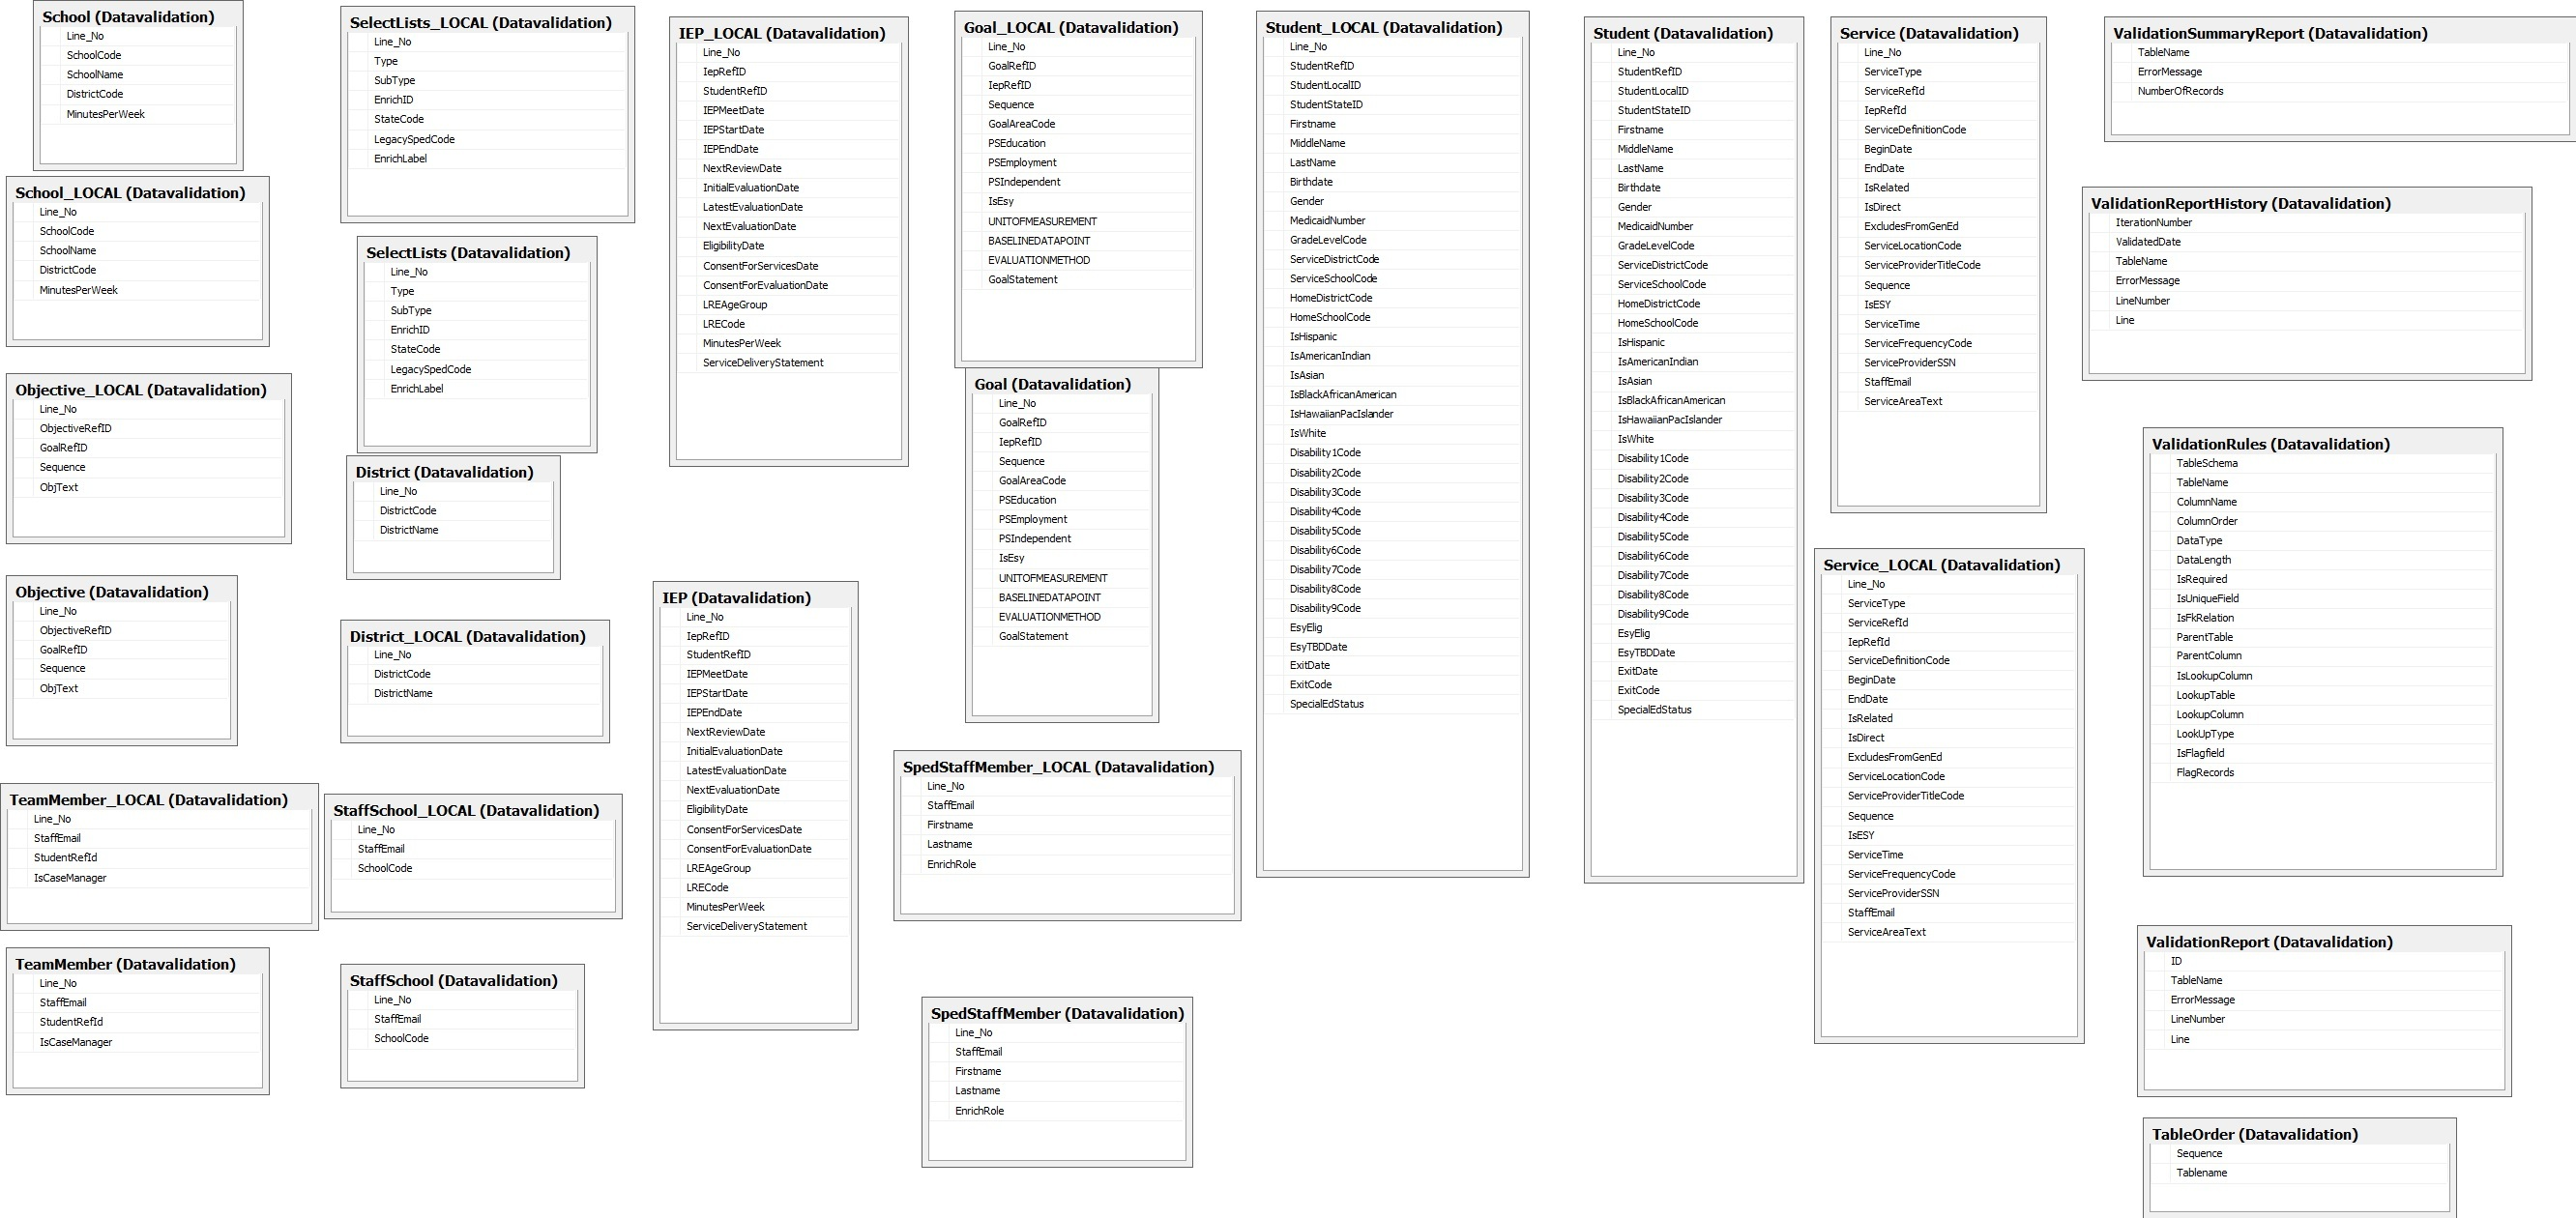 School (Datavalidation)
Line_No
SchoolCode
SchoolName
DistrictCode
MinutesPerWeek
School_LOCAL (Datavalidation)
Line_No
SchoolCode
SchoolName
DistrictCode
MinutesPerWeek
Objective_LOCAL (Datavalidation)
Line_No
ObjectiveRefID
GoalRefID
Sequence
ObjText
Objective (Datavalidation)
Line_No
ObjectiveRefID
GoalRefID
Sequence
ObjText
TeamMember_LOCAL (Datavalidation)
Line_No
StaffEmail
StudentRefId
IsCaseManager
TeamMember (Datavalidation)
Line_No
StaffEmail
StudentRefId
IsCaseManager
SelectLists_LOCAL (Datavalidation)
Line_No
Type
SubType
EnrichID
StateCode
LegacySpedCode
EnrichLabel
SelectLists (Datavalidation)
Line_No
Type
SubType
EnrichID
StateCode
LegacySpedCode
EnrichLabel
District (Datavalidation)
Line_No
DistrictCode
DistrictName
District_LOCAL (Datavalidation)
Line_No
DistrictCode
DistrictName
StaffSchool_LOCAL (Datavalidation)
Line_No
StaffEmail
SchoolCode
StaffSchool (Datavalidation)
Line_No
StaffEmail
SchoolCode
IEP_LOCAL (Datavalidation)
Line_No
IepRefID
StudentRefID
IEPMeetDate
IEPStartDate
IEPEndDate
NextReviewDate
InitialEvaluationDate
LatestEvaluationDate
NextEvaluationDate
EligibilityDate
ConsentForServicesDate
ConsentForEvaluationDate
LREAgeGroup
LRECode
MinutesPerWeek
ServiceDeliveryStatement
IEP (Datavalidation)
Line_No
IepRefID
StudentRefID
IEPMeetDate
IEPStartDate
IEPEndDate
NextReviewDate
InitialEvaluationDate
LatestEvaluationDate
NextEvaluationDate
EligibilityDate
ConsentForServicesDate
ConsentForEvaluationDate
LREAgeGroup
LRECode
MinutesPerWeek
ServiceDeliveryStatement
Goal_LOCAL (Datavalidation)
Line_No
GoalRefID
IepRefID
Sequence
GoalAreaCode
PSEducation
PSEmployment
PSIndependent
IsEsy
UNITOFMEASUREMENT
BASELINEDATAPOINT
EVALUATIONMETHOD
GoalStatement
Goal (Datavalidation)
Line_No
GoalRefID
IepRefID
Sequence
GoalAreaCode
PSEducation
PSEmployment
PSIndependent
IsEsy
UNITOFMEASUREMENT
BASELINEDATAPOINT
EVALUATIONMETHOD
GoalStatement
SpedStaffMember_LOCAL (Datavalidation)
Line_No
StaffEmail
Firstname
Lastname
EnrichRole
SpedStaffMember (Datavalidation)
Line_No
StaffEmail
Firstname
Lastname
EnrichRole
Student_LOCAL (Datavalidation)
Line_No
StudentRefID
StudentLocalID
StudentStateID
Firstname
MiddleName
LastName
Birthdate
Gender
MedicaidNumber
GradeLevelCode
ServiceDistrictCode
ServiceSchoolCode
HomeDistrictCode
HomeSchoolCode
IsHispanic
IsAmericanIndian
IsAsian
IsBlackAfricanAmerican
IsHawaiianPacIslander
IsWhite
Disability1Code
Disability2Code
Disability3Code
Disability4Code
Disability5Code
Disability6Code
Disability7Code
Disability8Code
Disability9Code
EsyElig
EsyTBDDate
ExitDate
ExitCode
SpecialEdStatus
Student (Datavalidation)
Line_No
StudentRefID
StudentLocalID
StudentStateID
Firstname
MiddleName
LastName
Birthdate
Gender
MedicaidNumber
GradeLevelCode
ServiceDistrictCode
ServiceSchoolCode
HomeDistrictCode
HomeSchoolCode
IsHispanic
IsAmericanIndian
IsAsian
IsBlackAfricanAmerican
IsHawaiianPacIslander
IsWhite
Disability1Code
Disability2Code
Disability3Code
Disability4Code
Disability5Code
Disability6Code
Disability7Code
Disability8Code
Disability9Code
EsyElig
EsyTBDDate
ExitDate
ExitCode
SpecialEdStatus
Service (Datavalidation)
Line_No
ServiceType
ServiceRefId
IepRefId
ServiceDefinitionCode
BeginDate
EndDate
IsRelated
IsDirect
ExcludesFromGenEd
ServiceLocationCode
ServiceProviderTitleCode
Sequence
IsESY
ServiceTime
ServiceFrequencyCode
ServiceProviderSSN
StaffEmail
ServiceAreaText
Service_LOCAL (Datavalidation)
Line_No
ServiceType
ServiceRefId
IepRefId
ServiceDefinitionCode
BeginDate
EndDate
IsRelated
IsDirect
ExcludesFromGenEd
ServiceLocationCode
ServiceProviderTitleCode
Sequence
IsESY
ServiceTime
ServiceFrequencyCode
ServiceProviderSSN
StaffEmail
ServiceAreaText
ValidationSummaryReport (Datavalidation)
TableName
ErrorMessage
NumberOfRecords
ValidationReportHistory (Datavalidation)
IterationNumber
ValidatedDate
TableName
ErrorMessage
LineNumber
Line
ValidationRules (Datavalidation)
TableSchema
TableName
ColumnName
ColumnOrder
DataType
DataLength
IsRequired
IsUniqueField
IsFkRelation
ParentTable
ParentColumn
IsLookupColumn
LookupTable
LookupColumn
LookUpType
IsFlagfield
FlagRecords
ValidationReport (Datavalidation)
ID
TableName
ErrorMessage
LineNumber
Line
TableOrder (Datavalidation)
Sequence
Tablename